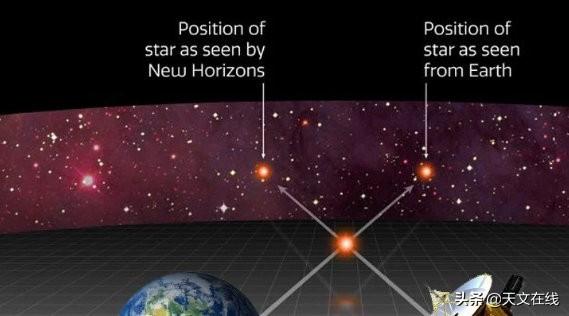 Position of
star as seen by
New Horizons
Position of
star as seen
from Earth
头条 @天文在线